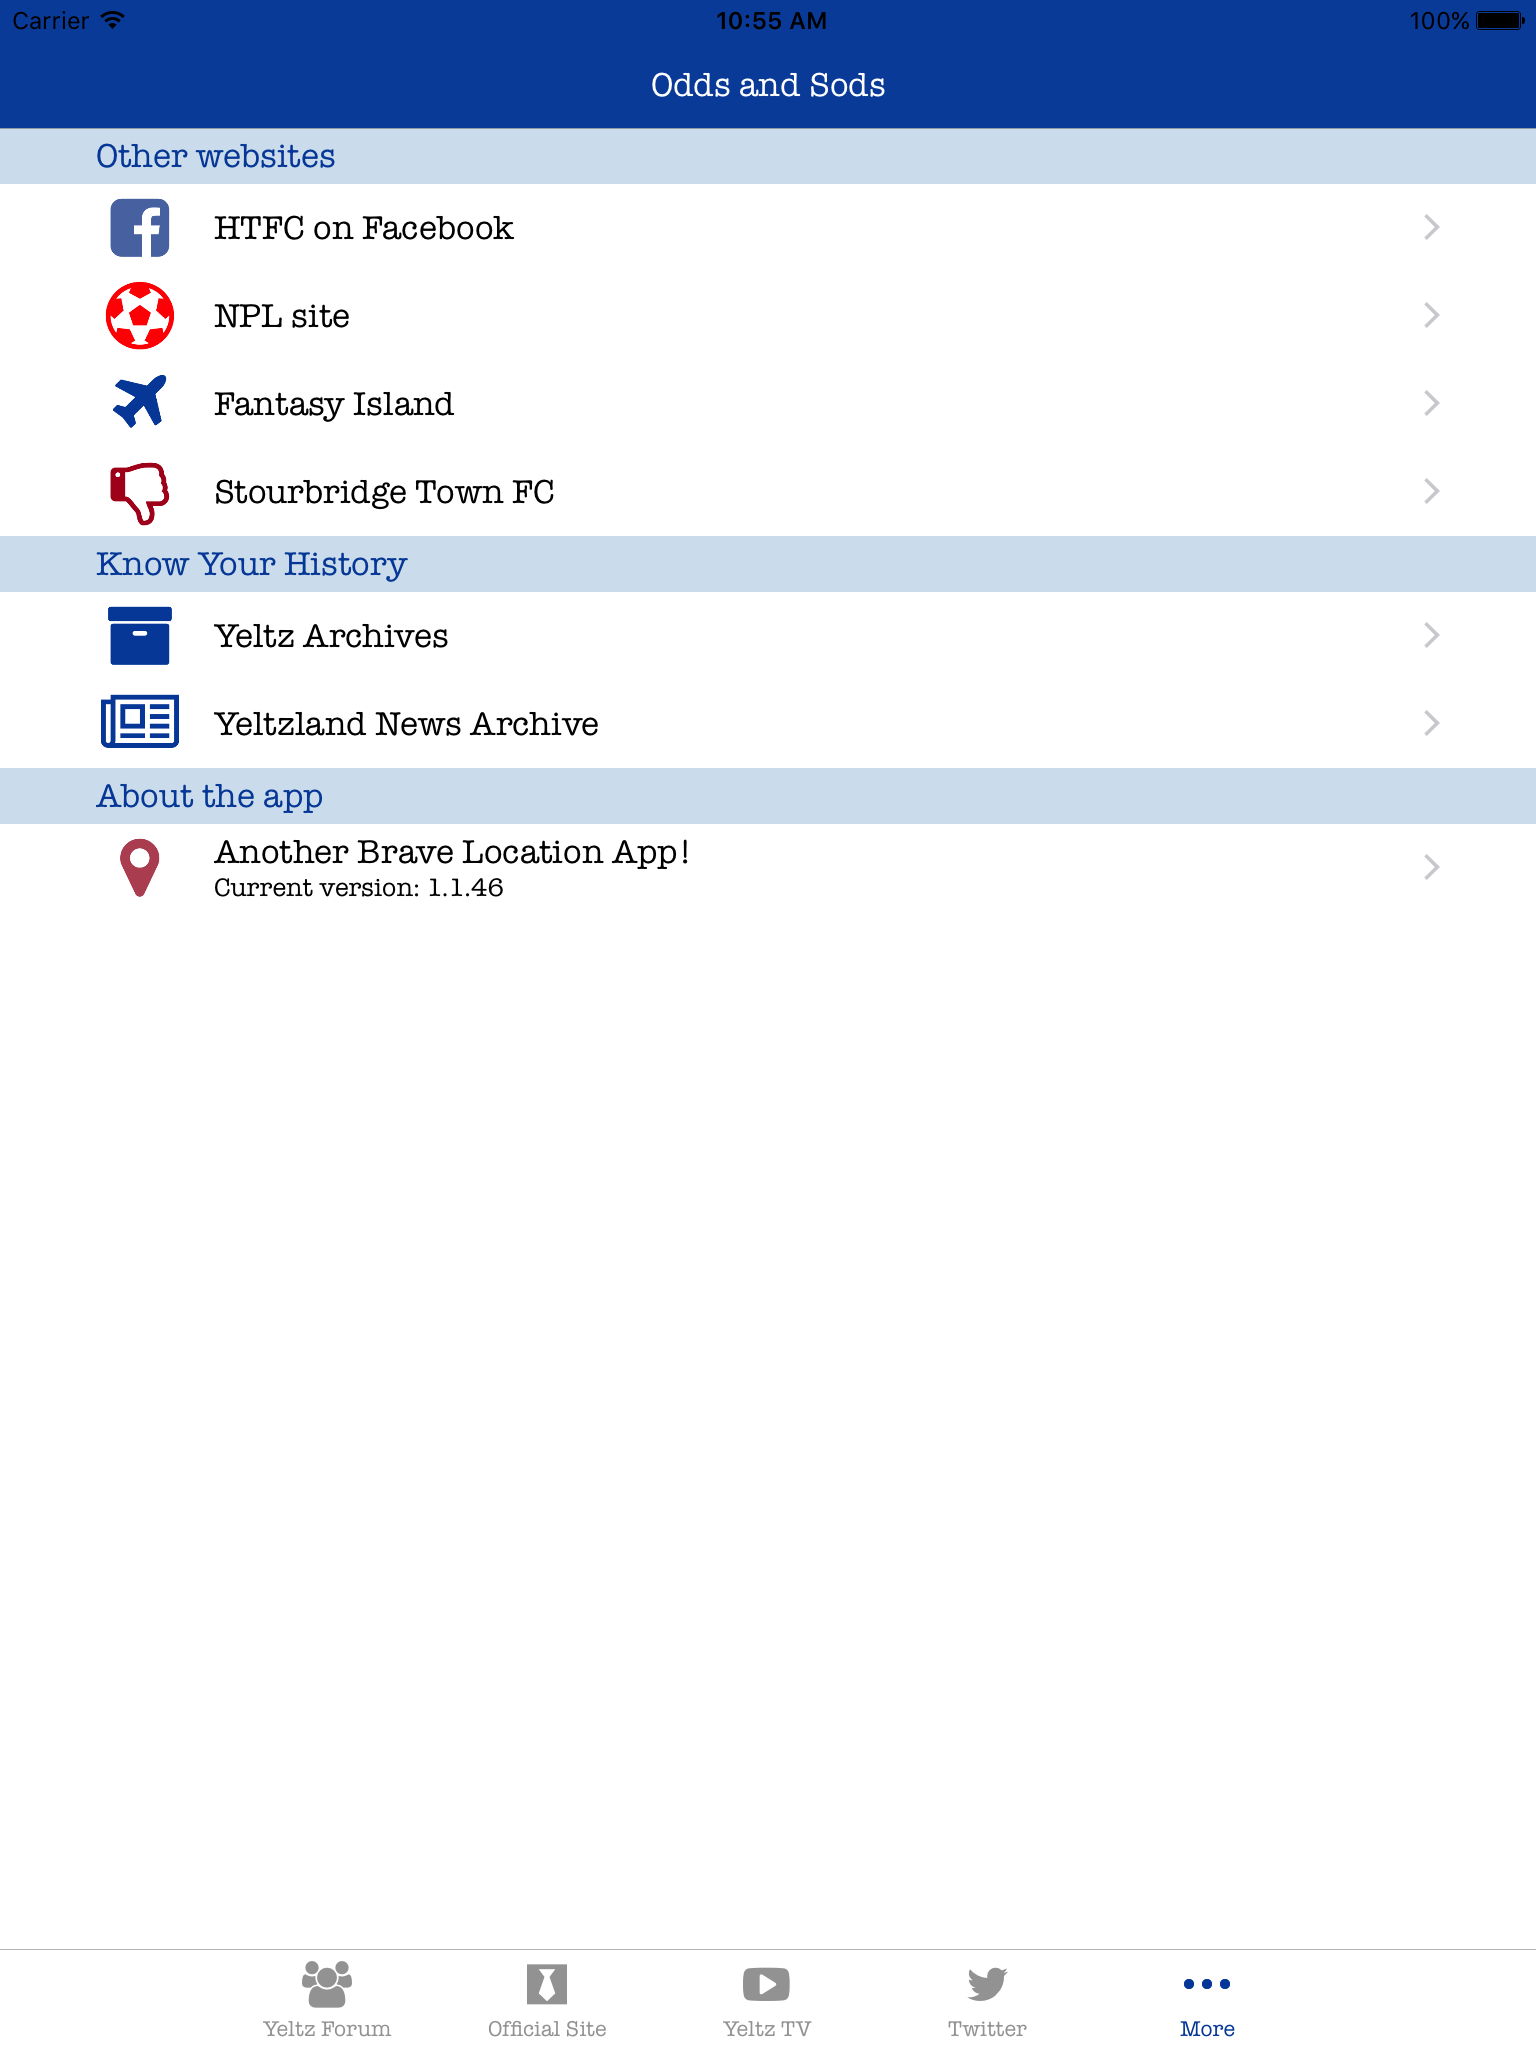 Carrier
10:55 AM
100%
Odds and Sods
Other websites
HTFC on Facebook
NPL site
Fantasy Island
Stourbridge Town FC
Know Your History
Yeltz Archives
Yeltzland News Archive
About the app
Another Brave Location App!
Current version: 1.1.46
Yeltz Forum
Official Site
Yeltz TV
Twitter
More